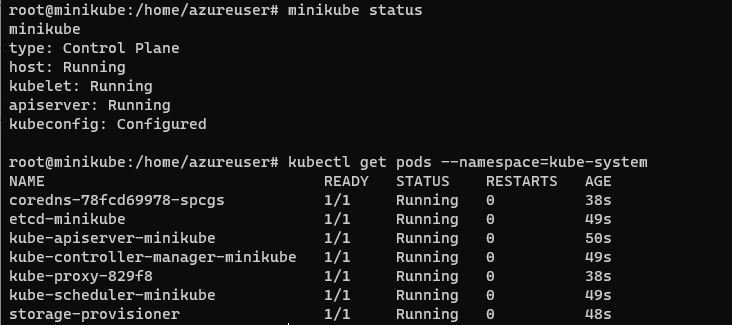 root@minikube:/home/azureuser# minikube status
minikube
type: Control Plane
host: Running
kubelet: Running
apiserver: Running
kubeconfig: Configured
root@minikube:/home/azureuser# kubectl get pods --namespace=kube-system
NAME READY STATUS RESTARTS AGE
coredns-78fcd69978-spcgs 1/1 Running 0 38s
etcd-minikube 1/1 Running 0 49s
kube-apiserver-minikube 1/1 Running 0 50s
kube-controller-manager-minikube 1/1 Running 0 49s
kube-proxy-829f8 1/1 Running 0 38s
kube-scheduler-minikube 1/1 Running 0 49s
storage-provisioner 1/1 Running 0 48s